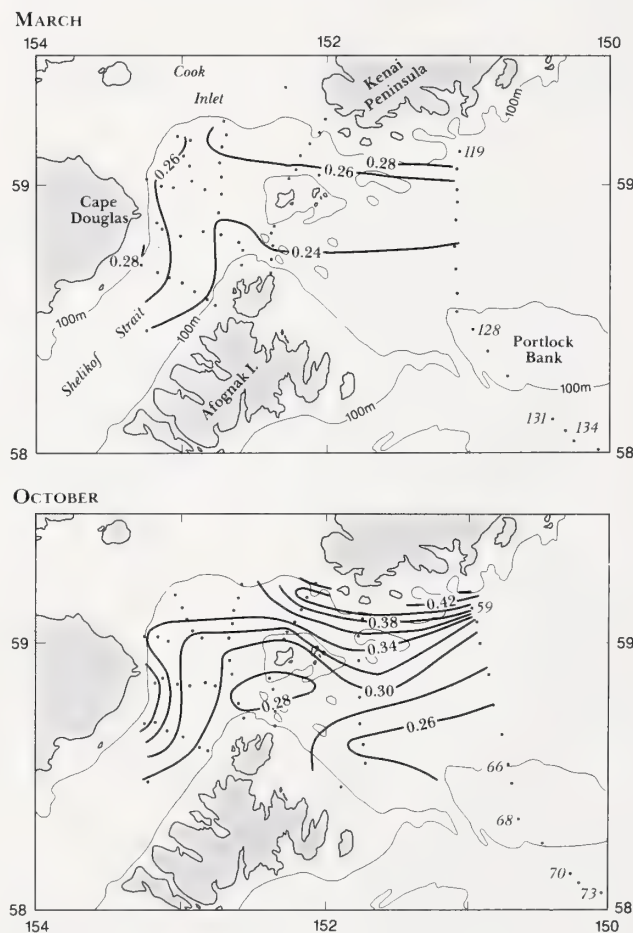 MARCH
154
152
150
Cook
Inlet
Kenai
Peninsula
100m
119
0.28
0.26
0.26
59
59
Cape
Douglas
0.24
0.28
100m
Strait
100m
128
Portlock
Bank
Shelikof
Afognak I.
100m
100m
131
134
58
58
OCTOBER
0.42
59
0.38
59
59
0.34
0.30
0.28
0.26
66
68
70
73
58
58
154
152
150